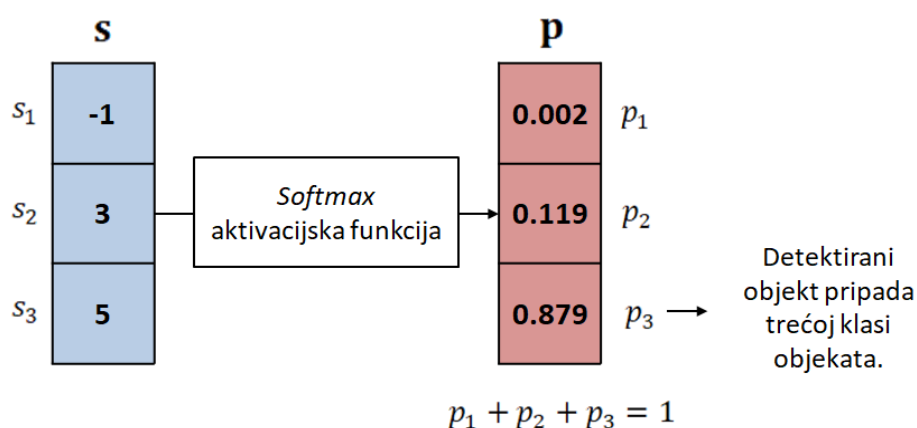 s p
s₁ -1 0.002 p₁
s₂ 3 Softmax aktivacijska funkcija 0.119 p₂
s₃ 5 0.879 p₃
Detektirani
objekt pripada
trećoj klasi
objekata.
p₁ + p₂ + p₃ = 1